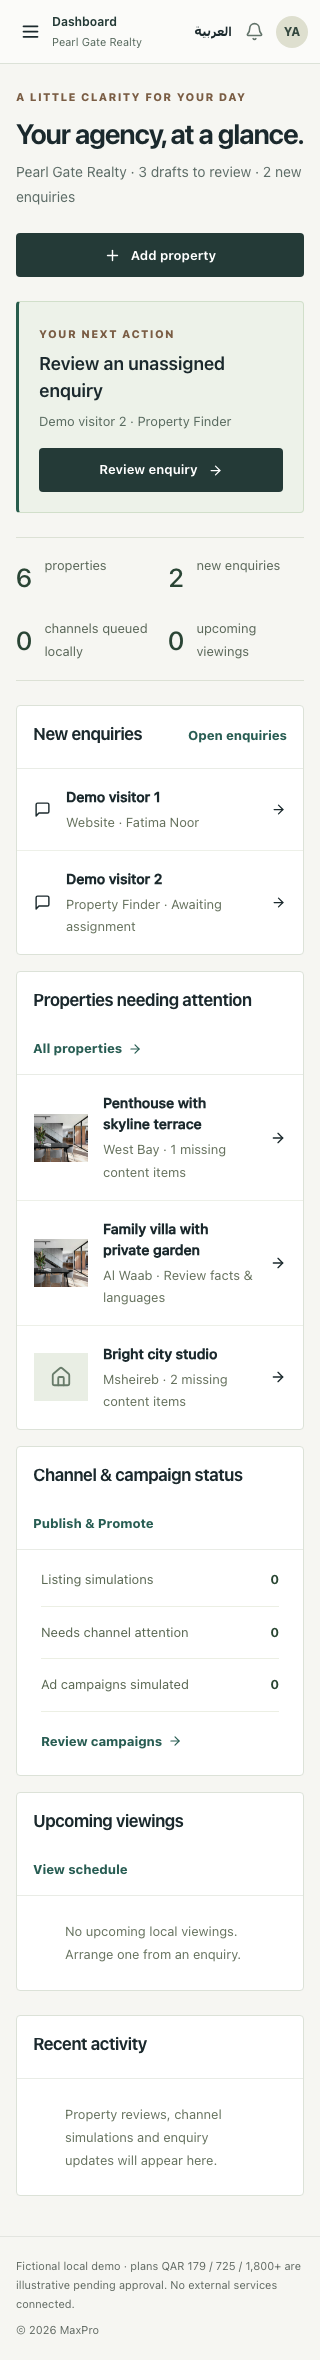 Dashboard
Pearl Gate Realty
العربية
YA
A LITTLE CLARITY FOR YOUR DAY
Your agency, at a glance.
Pearl Gate Realty · 3 drafts to review · 2 new
enquiries
Add property
YOUR NEXT ACTION
Review an unassigned
enquiry
Demo visitor 2 · Property Finder
Review enquiry
6 properties
2 new enquiries
0 channels queued
locally
0 upcoming
viewings
New enquiries
Open enquiries
Demo visitor 1
Website · Fatima Noor
Demo visitor 2
Property Finder · Awaiting
assignment
Properties needing attention
All properties
Penthouse with
skyline terrace
West Bay · 1 missing
content items
Family villa with
private garden
Al Waab · Review facts &
languages
Bright city studio
Msheireb · 2 missing
content items
Channel & campaign status
Publish & Promote
Listing simulations 0
Needs channel attention 0
Ad campaigns simulated 0
Review campaigns
Upcoming viewings
View schedule
No upcoming local viewings.
Arrange one from an enquiry.
Recent activity
Property reviews, channel
simulations and enquiry
updates will appear here.
Fictional local demo · plans QAR 179 / 725 / 1,800+ are
illustrative pending approval. No external services
connected.
© 2026 MaxPro